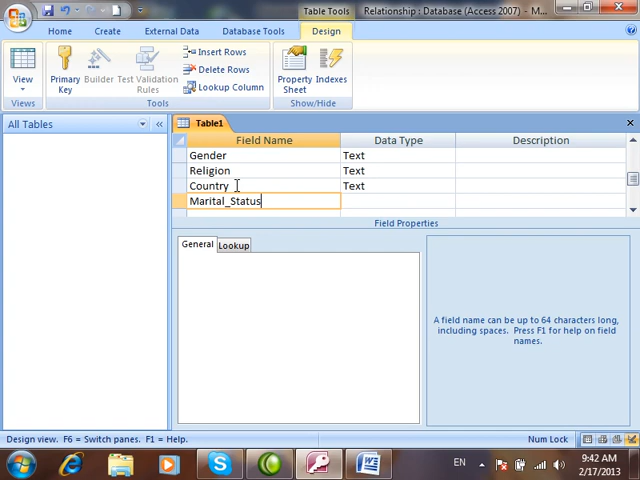 Table Tools
Relationship : Database (Access 2007) - M...
Home
Create
External Data
Database Tools
Design
View
Primary
Key
Builder
Test Validation
Rules
Insert Rows
Delete Rows
Lookup Column
Property
Sheet
Indexes
Views
Tools
Show/Hide
All Tables
«
Table1
Field Name
Data Type
Description
Gender
Text
Religion
Text
Country
Text
Marital_Status
Field Properties
General
Lookup
A field name can be up to 64 characters long,
including spaces. Press F1 for help on field
names.
Design view. F6 = Switch panes. F1 = Help.
Num Lock
EN
9:42 AM
2/17/2013